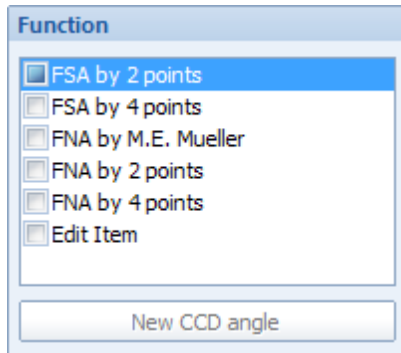 Function
FSA by 2 points
FSA by 4 points
FNA by M.E. Mueller
FNA by 2 points
FNA by 4 points
Edit Item
New CCD angle